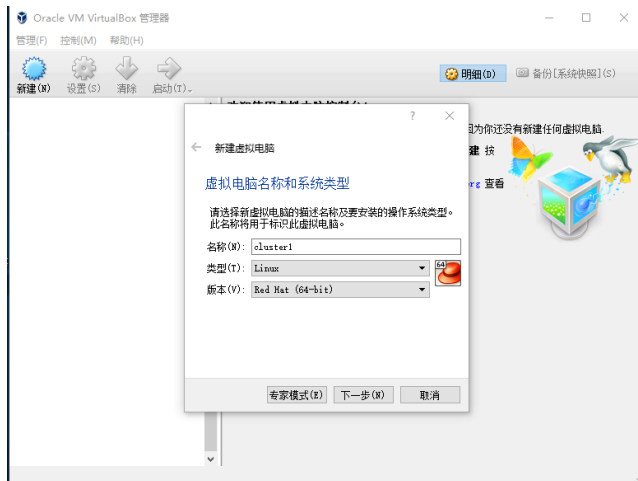 Oracle VM VirtualBox 管理器
管理(F) 控制(M) 帮助(H)
新建(N) 设置(S) 清除 启动(T) 明细(D) 备份[系统快照](S)
?
新建虚拟电脑
因为你还没有新建任何虚拟电脑.
建 按
虚拟电脑名称和系统类型
rg 查看
请选择新虚拟电脑的描述名称及要安装的操作系统类型。
此名称将用于标识此虚拟电脑。
名称(N): cluster1
类型(T): Linux
64
版本(V): Red Hat (64-bit)
专家模式(E) 下一步(N) 取消